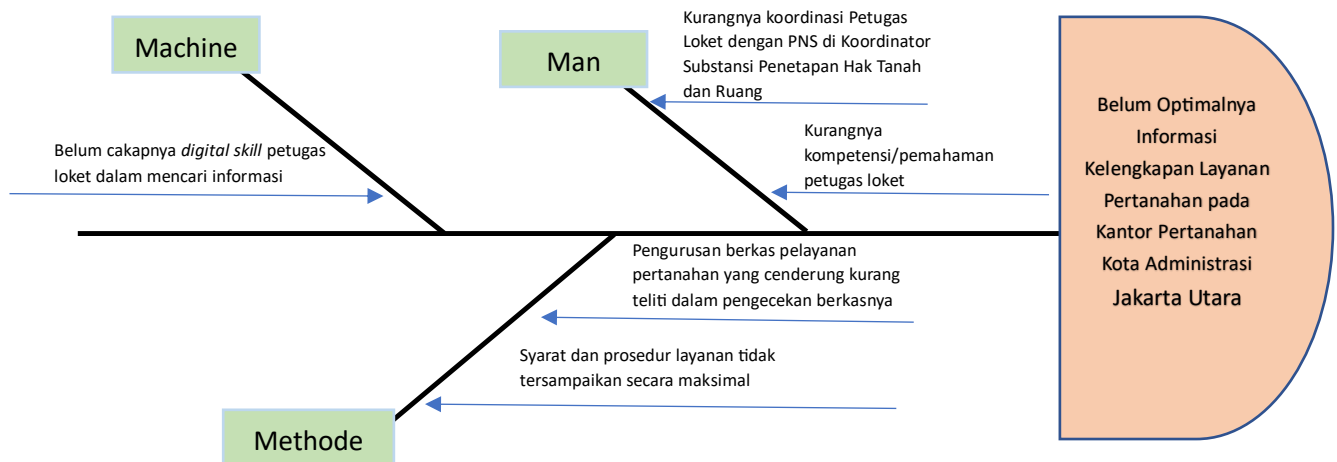 Machine
Man
Kurangnya koordinasi Petugas
Loket dengan PNS di Koordinator
Substansi Penetapan Hak Tanah
dan Ruang
Belum cakapnya digital skill petugas
loket dalam mencari informasi
Kurangnya
kompetensi/pemahaman
petugas loket
Belum Optimalnya
Informasi
Kelengkapan Layanan
Pertanahan pada
Kantor Pertanahan
Kota Administrasi
Jakarta Utara
Pengurusan berkas pelayanan
pertanahan yang cenderung kurang
teliti dalam pengecekan berkasnya
Syarat dan prosedur layanan tidak
tersampaikan secara maksimal
Methode